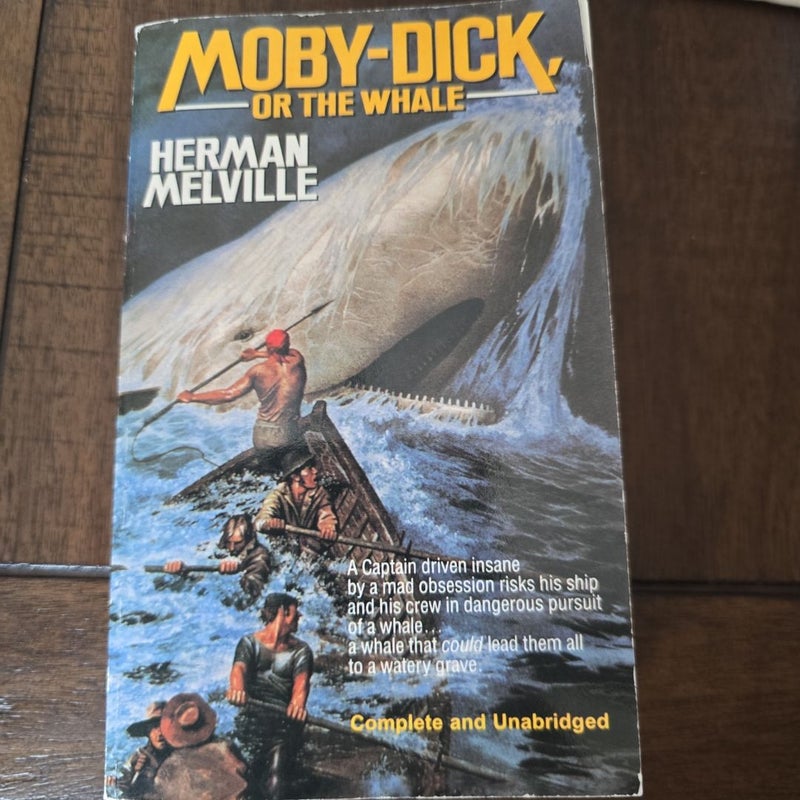 MOBY-DICK,
OR THE WHALE
HERMAN
MELVILLE
A Captain driven insane
by a mad obsession risks his ship
and his crew in dangerous pursuit
of a whale...
a whale that could lead them all
to a watery grave.
Complete and Unabridged